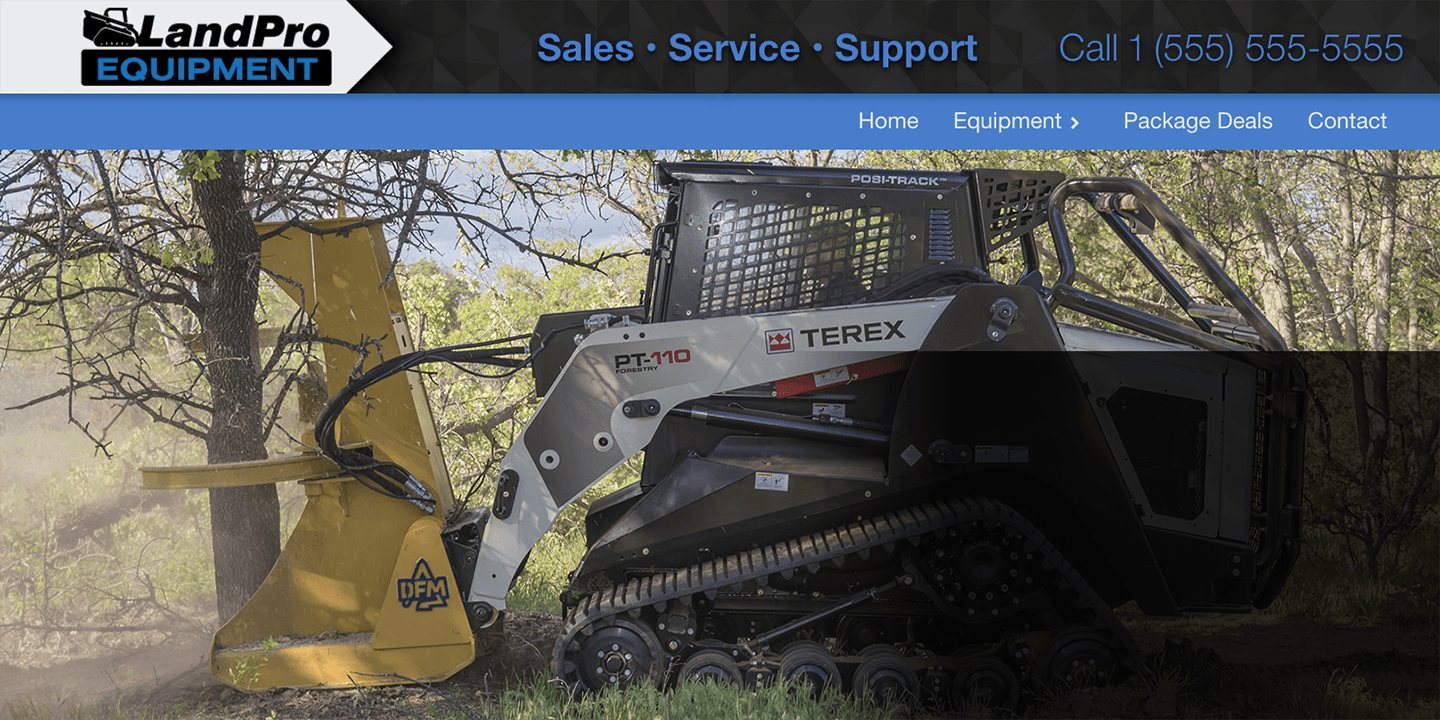 LandPro
EQUIPMENT
Sales • Service • Support
Call 1 (555) 555-5555
Home
Equipment
Package Deals
Contact
POSI-TRACK™
TEREX
PT-110
FORESTRY
DFM